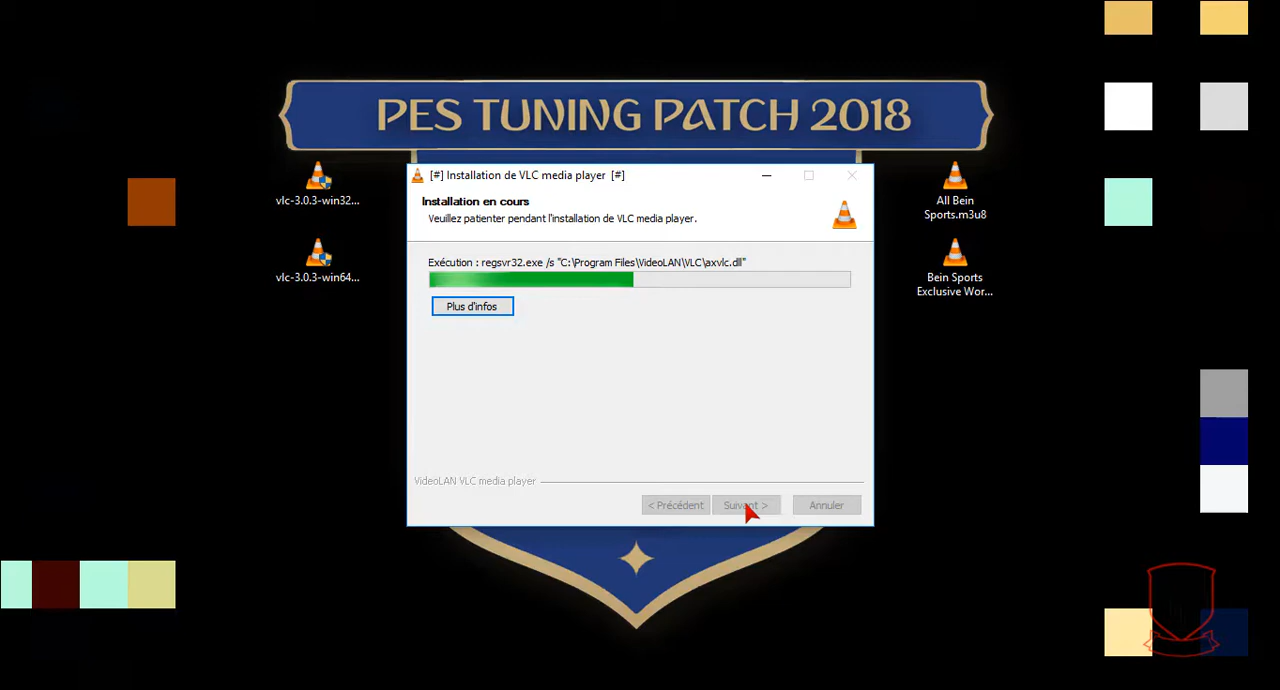 PES TUNING PATCH 2018
vlc-3.0.3-win32...
vlc-3.0.3-win64...
[#] Installation de VLC media player [#]
Installation en cours
Veuillez patienter pendant l'installation de VLC media player.
Exécution : regsvr32.exe /s "C:\Program Files\VideoLAN\VLC\axvlc.dll"
Plus d'infos
VideoLAN VLC media player
< Précédent
Suivant >
Annuler
All Bein
Sports.m3u8
Bein Sports
Exclusive Wor...